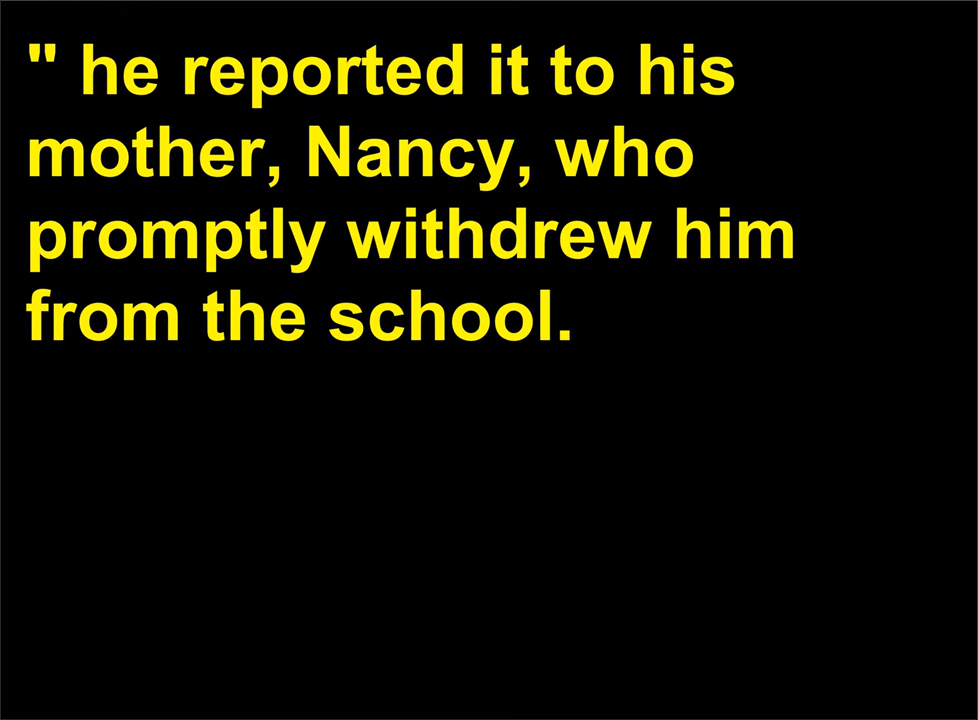 " he reported it to his
mother, Nancy, who
promptly withdrew him
from the school.